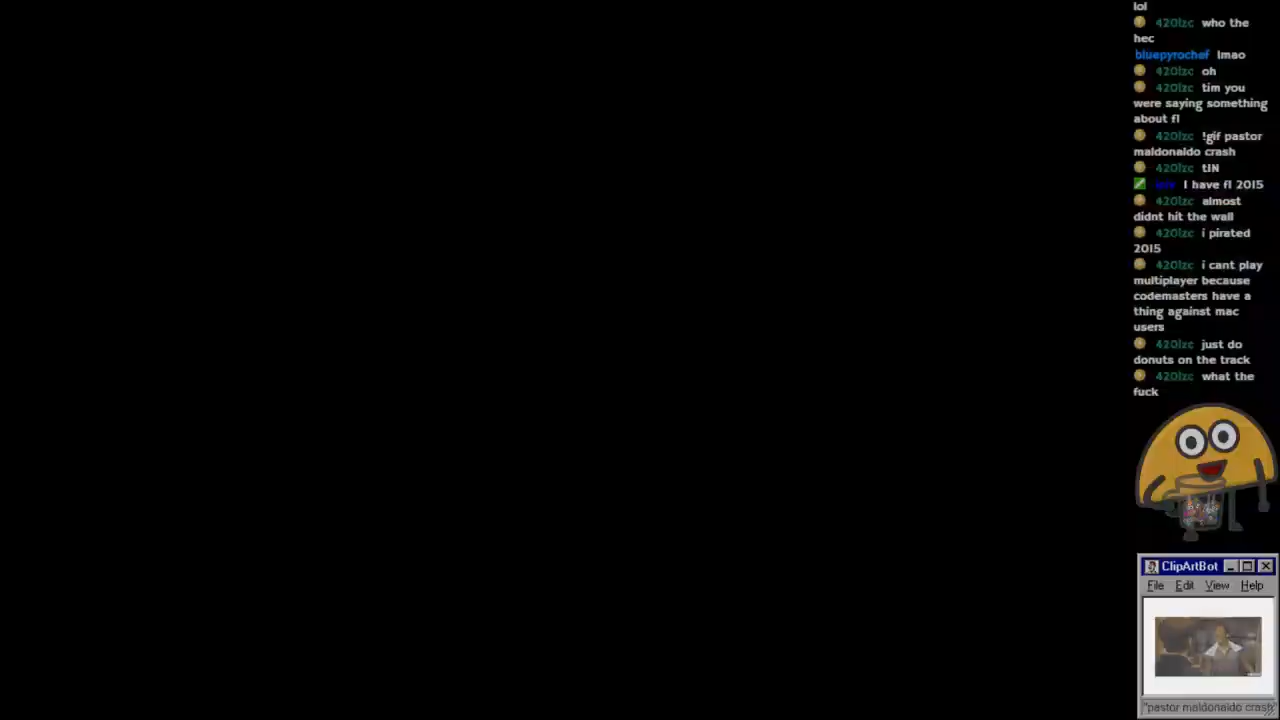 lol
420lzc who the
hec
bluepyrochef lmao
420lzc oh
420lzc tim you
were saying something
about f1
420lzc !gif pastor
maldonaldo crash
420lzc tIN
I have f1 2015
420lzc almost
didnt hit the wall
420lzc i pirated
2015
420lzc i cant play
multiplayer because
codemasters have a
thing against mac
users
420lzc just do
donuts on the track
420lzc what the
fuck
ClipArtBot
File Edit View Help
"pastor maldonaldo crash"